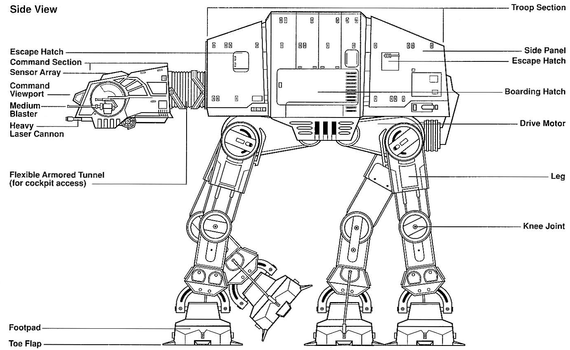 Side View
Troop Section
Escape Hatch
Command Section
Sensor Array
Command
Viewport
Medium
Blaster
Heavy
Laser Cannon
Flexible Armored Tunnel
(for cockpit access)
Footpad
Toe Flap
Side Panel
Escape Hatch
Boarding Hatch
Drive Motor
Leg
Knee Joint